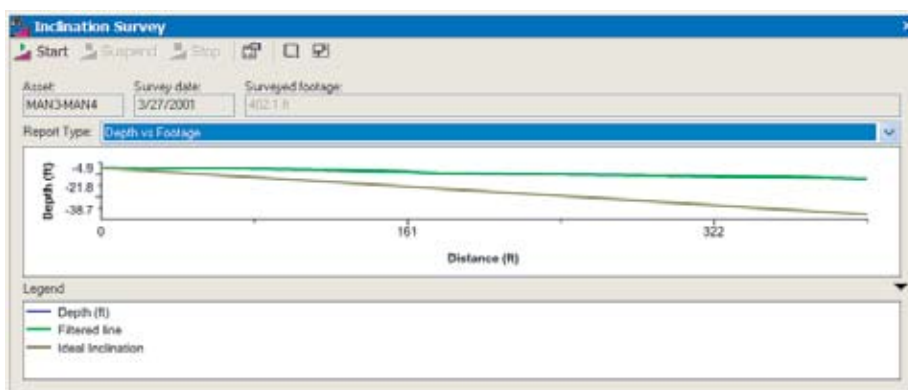 Inclination Survey
Start Suspend Stop
Asset: Survey date: Surveyed footage:
MAN3-MAN4 3/27/2001 402.1 ft
Report Type: Depth vs Footage
Depth (ft)
-4.9
-21.8
-38.7
0 161 322
Distance (ft)
Legend
Depth (ft)
Filtered line
Ideal Inclination